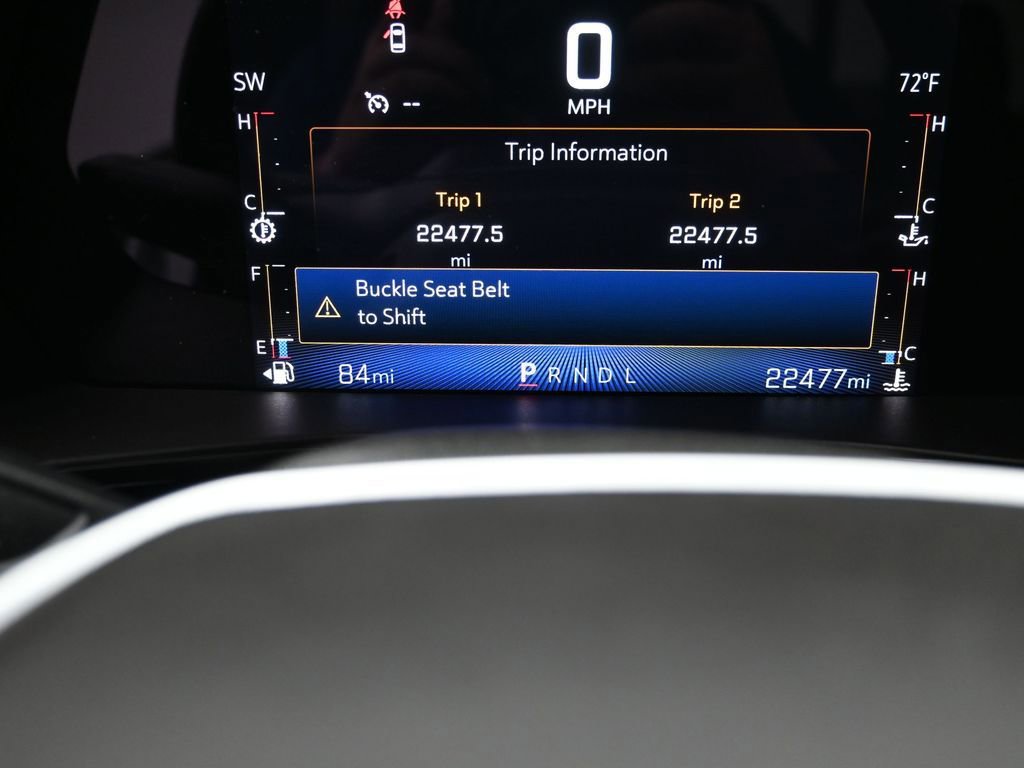 0
MPH
SW
72°F
--
H
H
Trip Information
Trip 1
Trip 2
22477.5
22477.5
mi
mi
C
C
F
H
Buckle Seat Belt
to Shift
E
C
84mi
P R N D L
22477mi